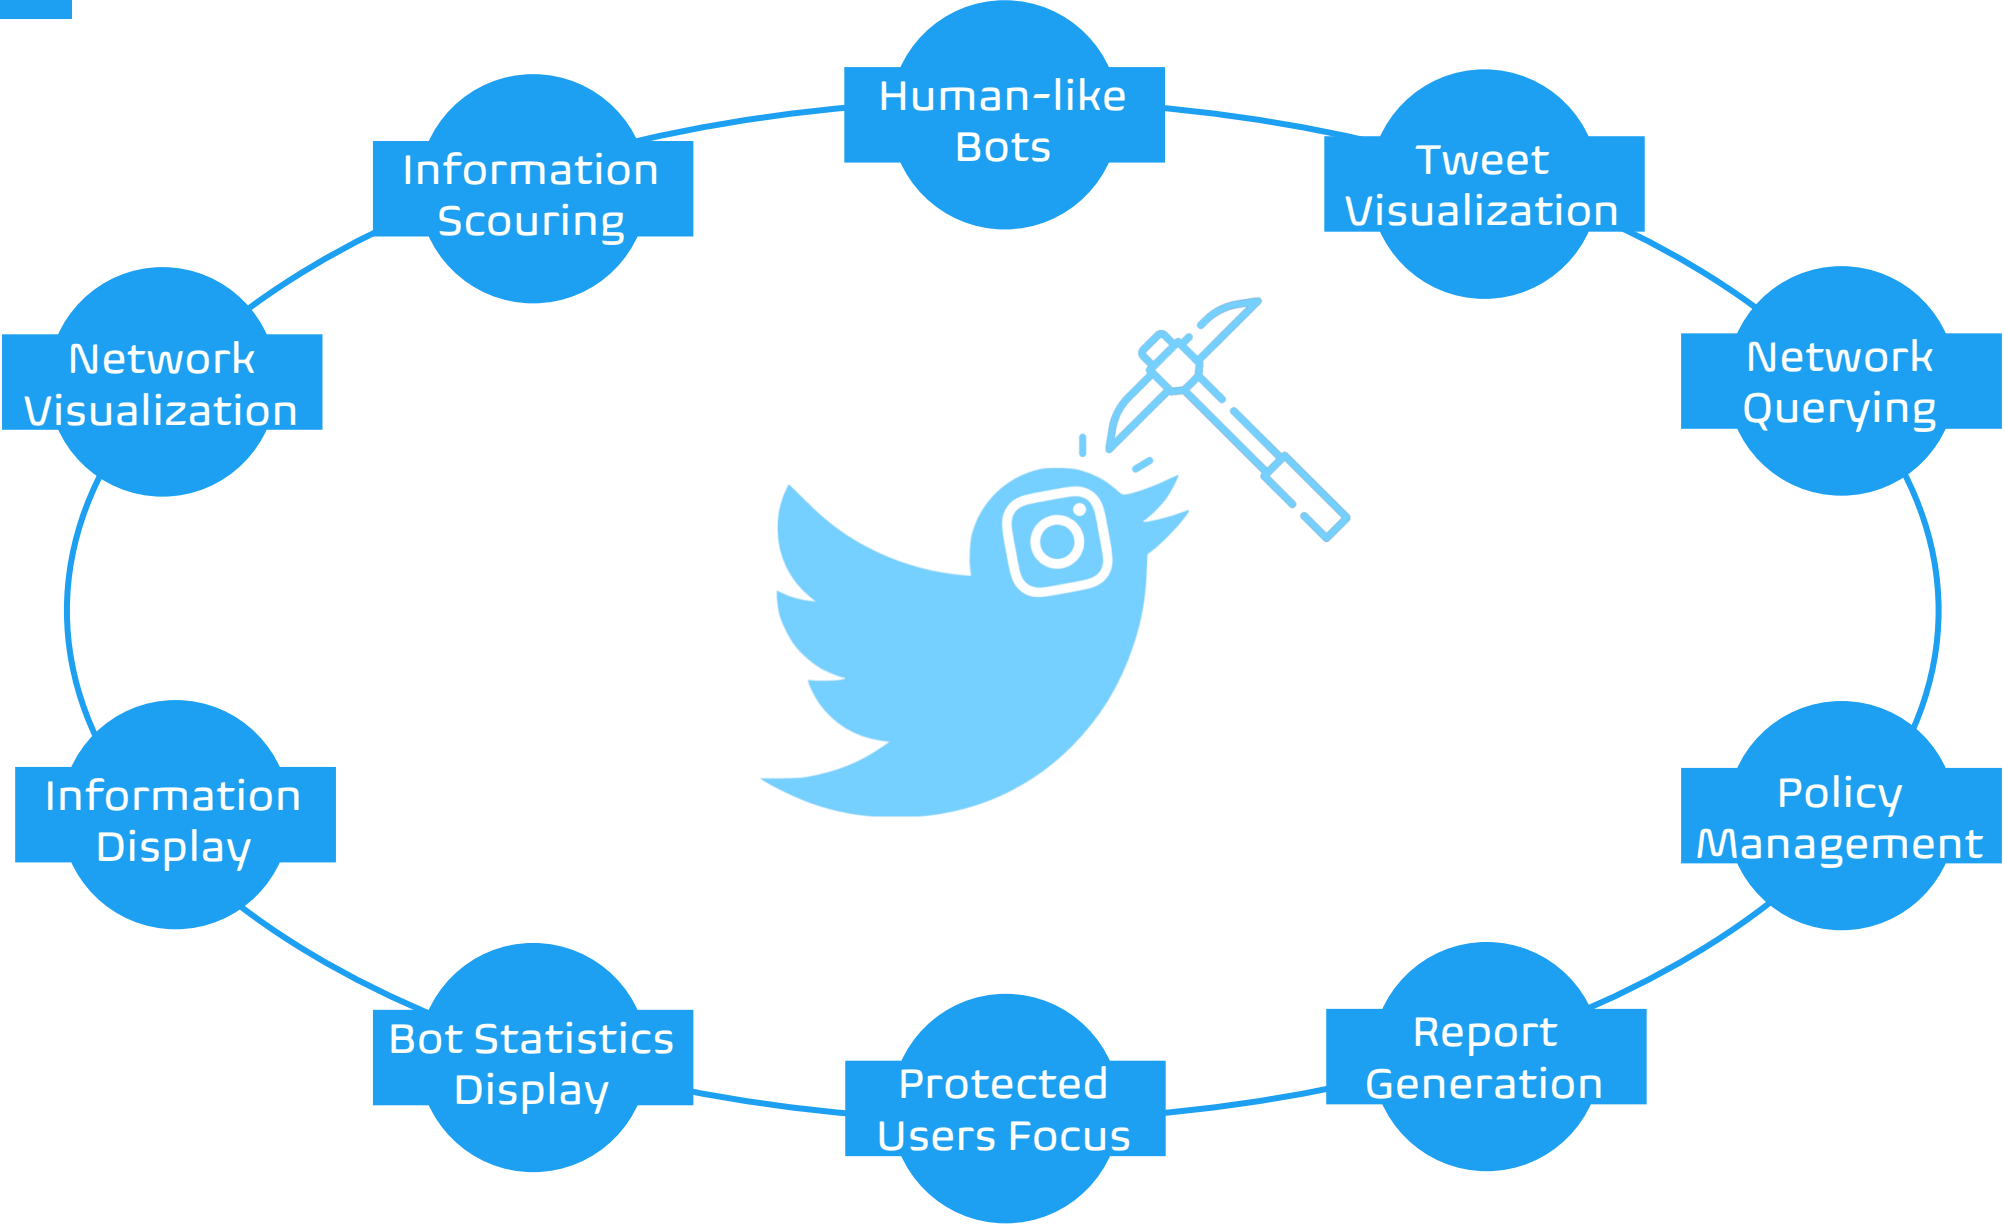 Human-like
Bots
Tweet
Visualization
Network
Querying
Policy
Management
Report
Generation
Protected
Users Focus
Bot Statistics
Display
Information
Display
Network
Visualization
Information
Scouring